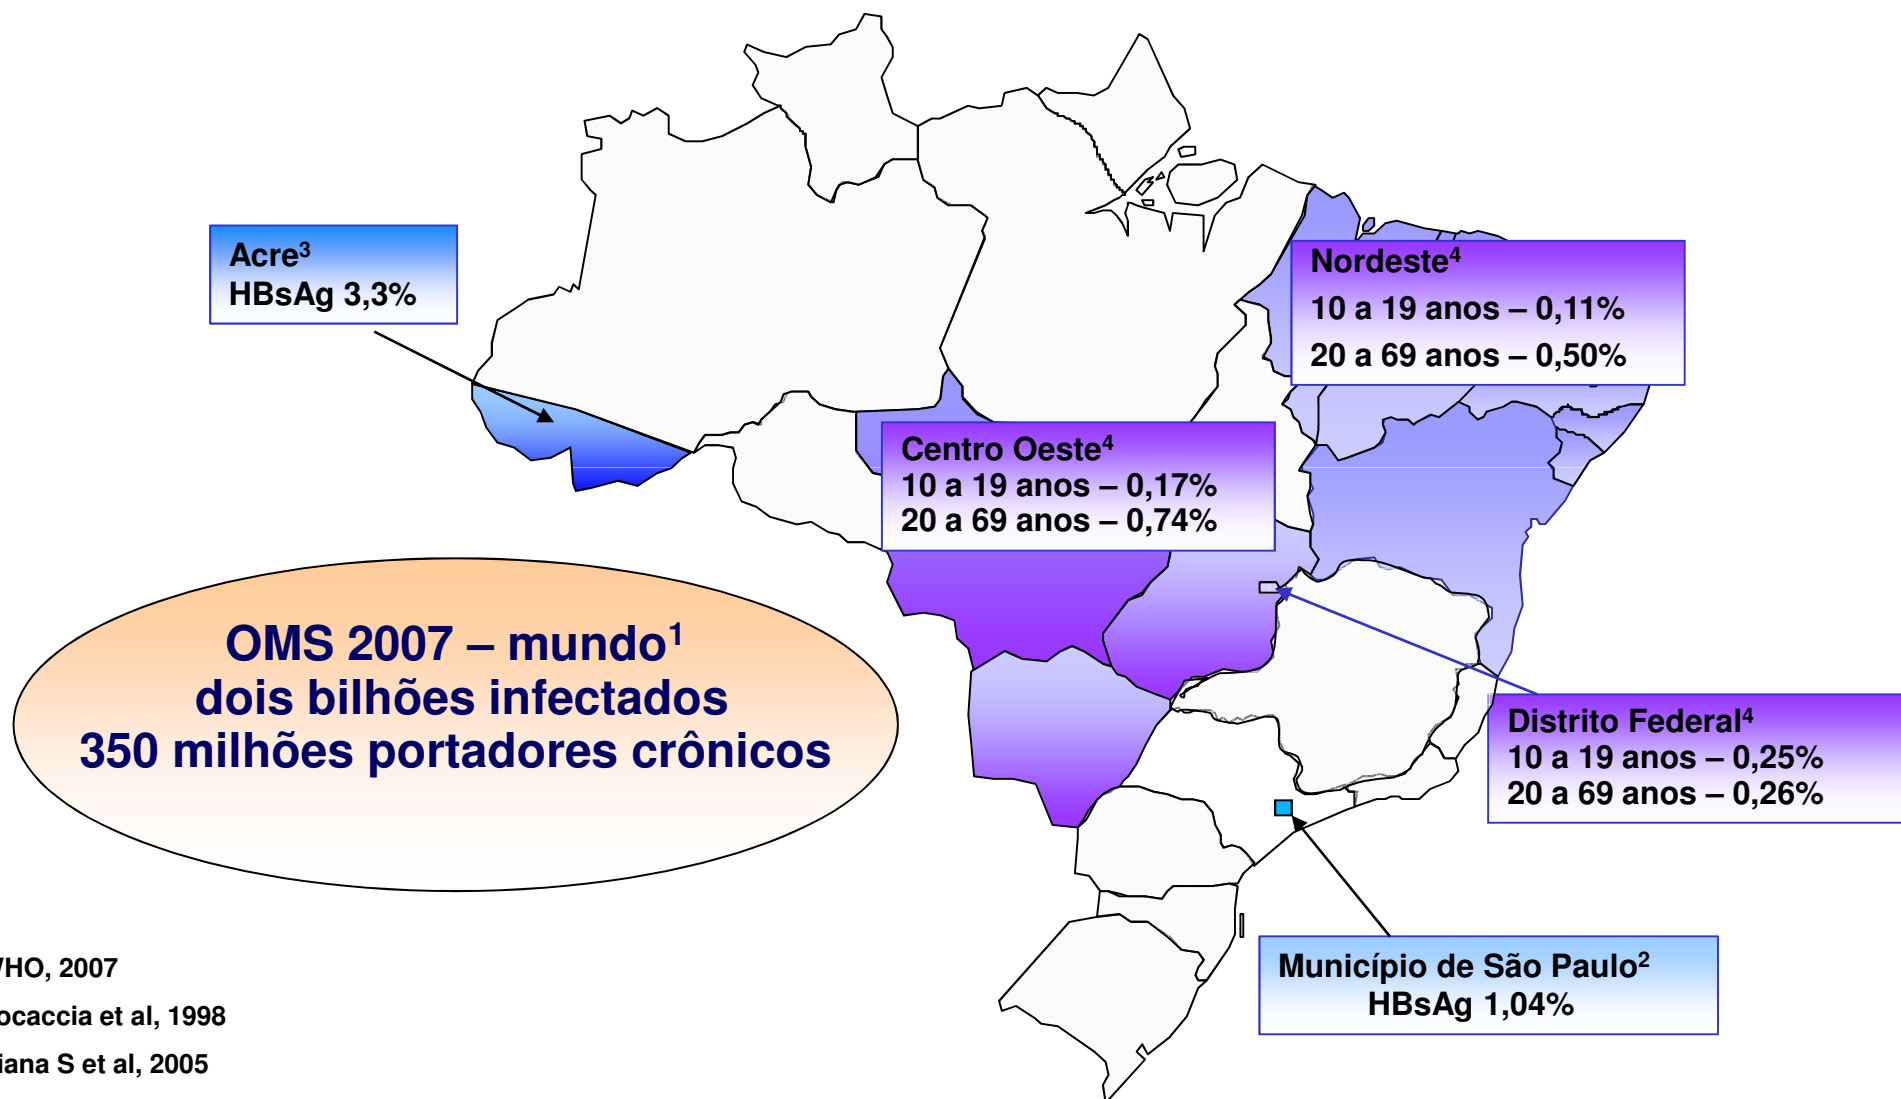 Acre³
HBsAg 3,3%
Nordeste⁴
10 a 19 anos – 0,11%
20 a 69 anos – 0,50%
Centro Oeste⁴
10 a 19 anos – 0,17%
20 a 69 anos – 0,74%
OMS 2007 – mundo¹
dois bilhões infectados
350 milhões portadores crônicos
Distrito Federal⁴
10 a 19 anos – 0,25%
20 a 69 anos – 0,26%
Município de São Paulo²
HBsAg 1,04%
WHO, 2007
ocaccia et al, 1998
iana S et al, 2005